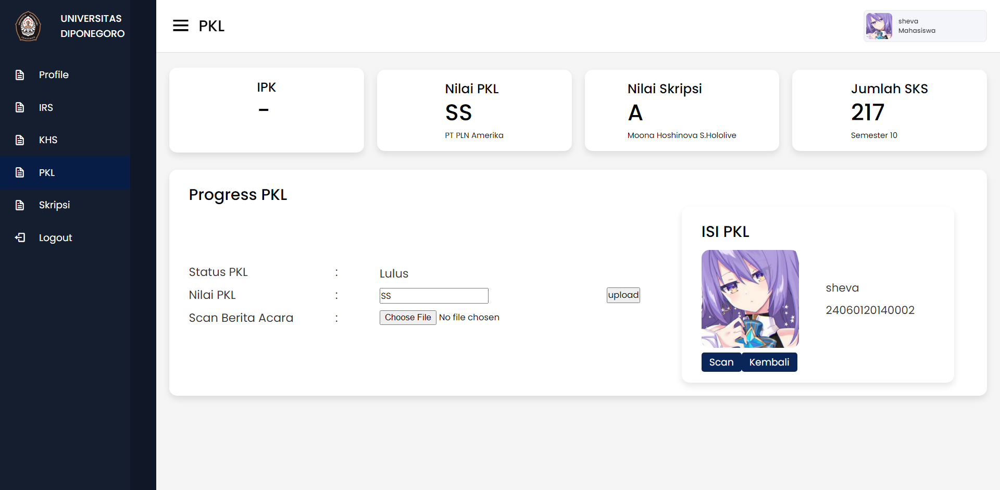 UNIVERSITAS
DIPONEGORO
Profile
IRS
KHS
PKL
Skripsi
Logout
PKL
sheva
Mahasiswa
IPK
-
Nilai PKL
SS
PT PLN Amerika
Nilai Skripsi
A
Moona Hoshinova S.Hololive
Jumlah SKS
217
Semester 10
Progress PKL
Status PKL : Lulus
Nilai PKL : SS upload
Scan Berita Acara : Choose File No file chosen
ISI PKL
sheva
24060120140002
Scan Kembali